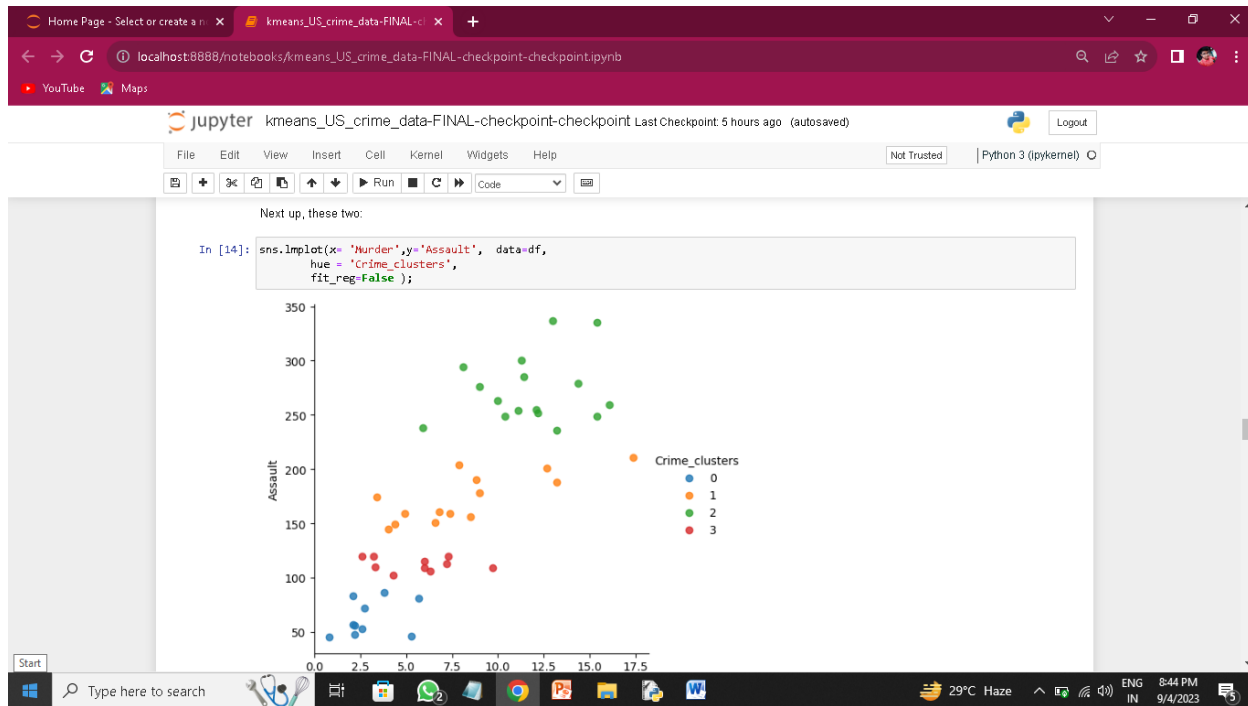 Home Page - Select or create a n
kmeans_US_crime_data-FINAL-cl
localhost:8888/notebooks/kmeans_US_crime_data-FINAL-checkpoint-checkpoint.ipynb
YouTube Maps
jupyter kmeans_US_crime_data-FINAL-checkpoint-checkpoint Last Checkpoint: 5 hours ago (autosaved)
Logout
File Edit View Insert Cell Kernel Widgets Help
Not Trusted Python 3 (ipykernel)
Run Code
Next up, these two:
In [14]: sns.lmplot(x= 'Murder',y='Assault', data=df,
hue = 'Crime_clusters',
fit_reg=False );
350
300
250
200
150
100
50
Assault
Crime_clusters
0
1
2
3
0.0 2.5 5.0 7.5 10.0 12.5 15.0 17.5
Start
Type here to search
2
29°C Haze
ENG
IN
8:44 PM
9/4/2023
5